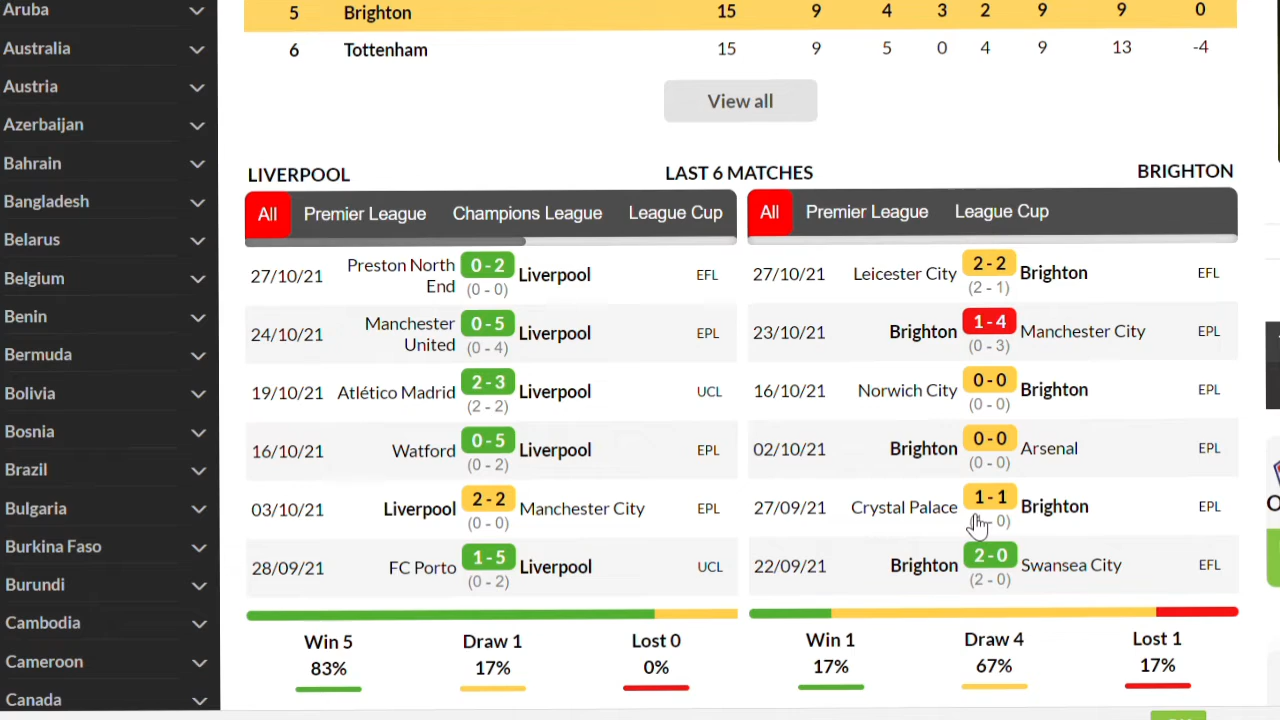 Aruba
Australia
Austria
Azerbaijan
Bahrain
Bangladesh
Belarus
Belgium
Benin
Bermuda
Bolivia
Bosnia
Brazil
Bulgaria
Burkina Faso
Burundi
Cambodia
Cameroon
Canada
5 Brighton 15 9 4 3 2 9 9 0
6 Tottenham 15 9 5 0 4 9 13 -4
View all
LIVERPOOL LAST 6 MATCHES BRIGHTON
All Premier League Champions League League Cup
27/10/21 Preston North End 0 - 2 (0 - 0) Liverpool EFL
24/10/21 Manchester United 0 - 5 (0 - 4) Liverpool EPL
19/10/21 Atlético Madrid 2 - 3 (2 - 2) Liverpool UCL
16/10/21 Watford 0 - 5 (0 - 2) Liverpool EPL
03/10/21 Liverpool 2 - 2 (0 - 0) Manchester City EPL
28/09/21 FC Porto 1 - 5 (0 - 2) Liverpool UCL
Win 5 Draw 1 Lost 0
83% 17% 0%
All Premier League League Cup
27/10/21 Leicester City 2 - 2 (2 - 1) Brighton EFL
23/10/21 Brighton 1 - 4 (0 - 3) Manchester City EPL
16/10/21 Norwich City 0 - 0 (0 - 0) Brighton EPL
02/10/21 Brighton 0 - 0 (0 - 0) Arsenal EPL
27/09/21 Crystal Palace 1 - 1 - 0) Brighton EPL
22/09/21 Brighton 2 - 0 (2 - 0) Swansea City EFL
Win 1 Draw 4 Lost 1
17% 67% 17%